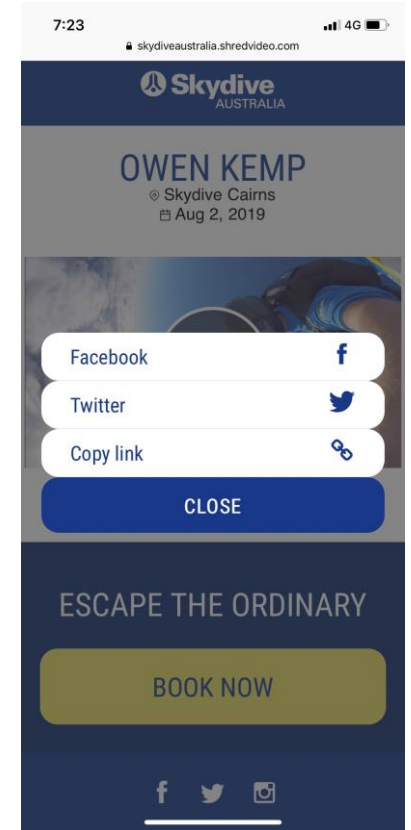 7:23
4G
skydiveaustralia.shredvideo.com
Skydive
AUSTRALIA
OWEN KEMP
Skydive Cairns
Aug 2, 2019
Facebook
Twitter
Copy link
CLOSE
ESCAPE THE ORDINARY
BOOK NOW